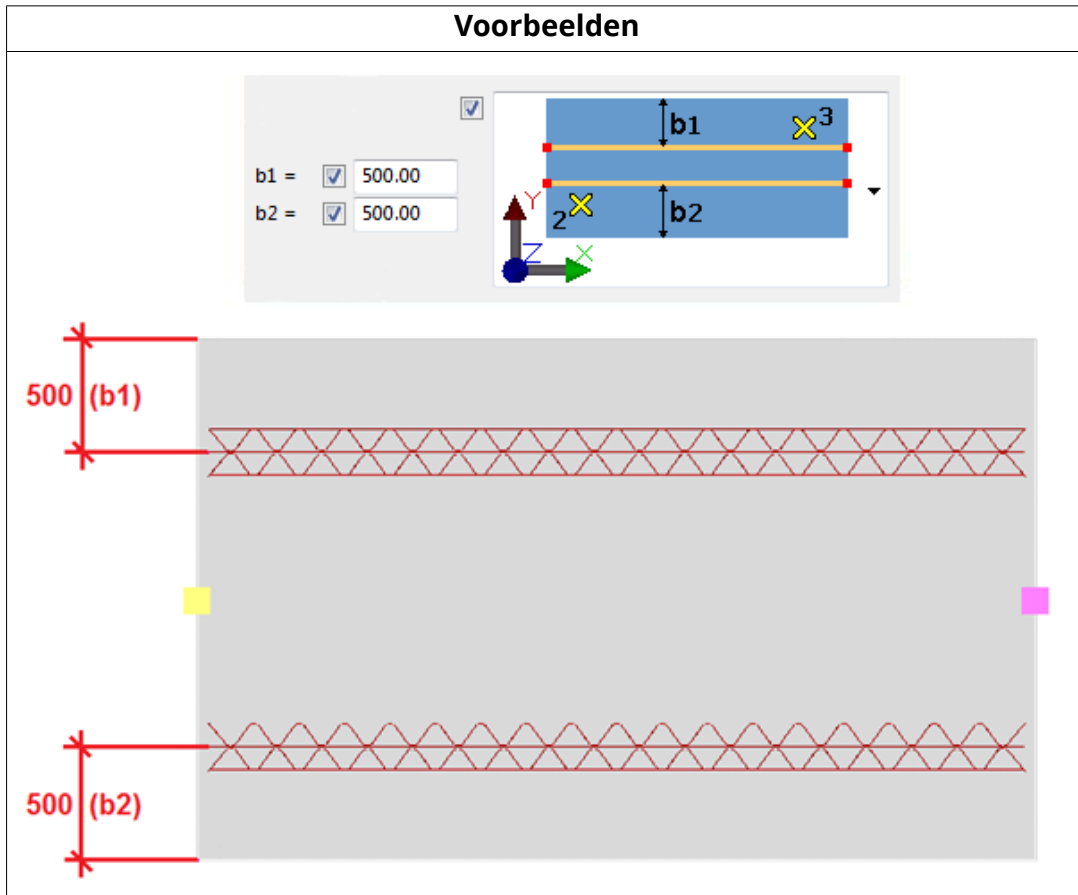 Voorbeelden
b1
3
b1 = 500.00
b2 = 500.00
Y
2
b2
Z
X
500 (b1)
500 (b2)